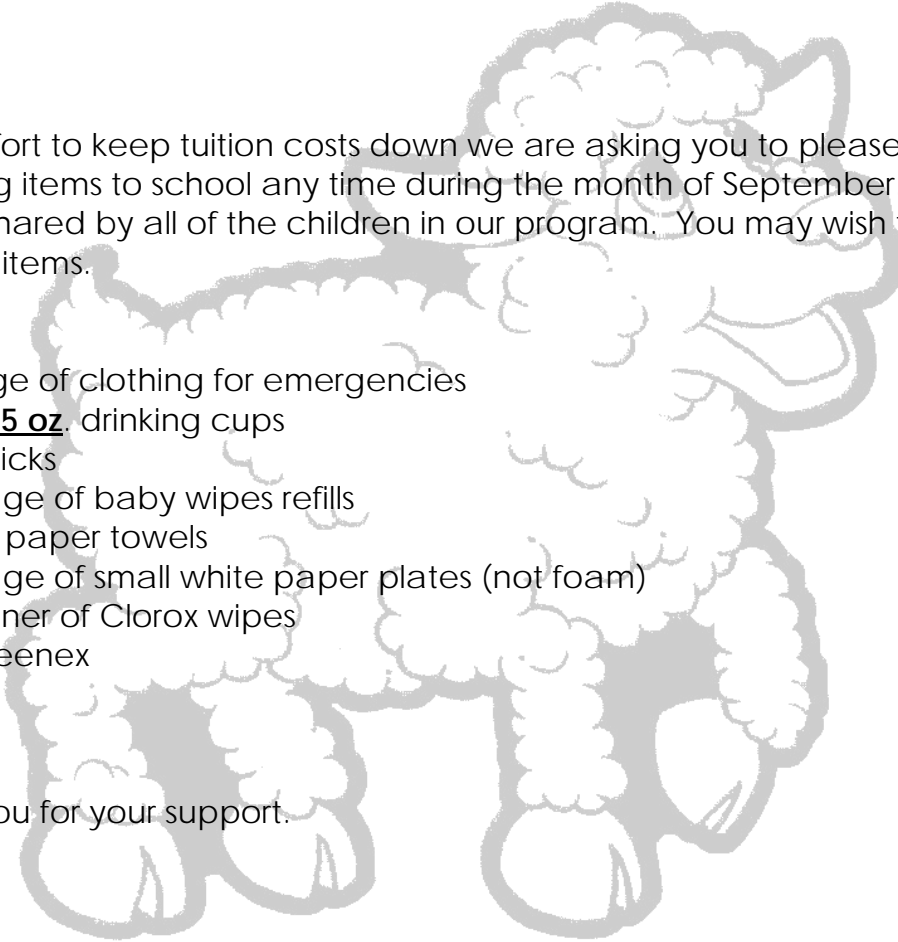 fort to keep tuition costs down we are asking you to please
g items to school any time during the month of September
hared by all of the children in our program. You may wish
items.
ge of clothing for emergencies
5 oz. drinking cups
icks
ge of baby wipes refills
paper towels
ge of small white paper plates (not foam)
ner of Clorox wipes
eenex
ou for your support.